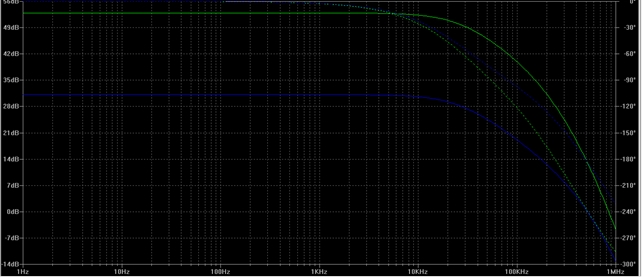 56dB
0°
49dB
-30°
42dB
-60°
35dB
-90°
28dB
-120°
21dB
-150°
14dB
-180°
7dB
-210°
0dB
-240°
-7dB
-270°
-14dB
-300°
1Hz
10Hz
100Hz
1KHz
10KHz
100KHz
1MHz